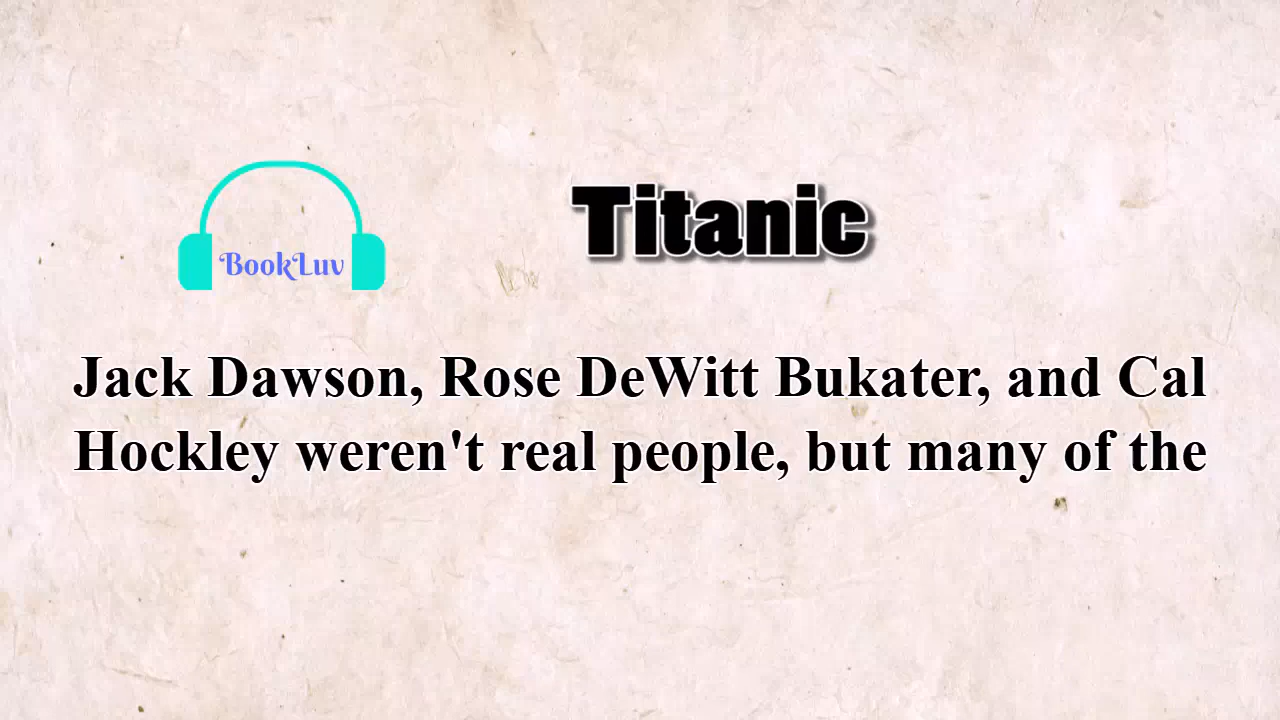 BookLuv
Titanic
Jack Dawson, Rose DeWitt Bukater, and Cal
Hockley weren't real people, but many of the